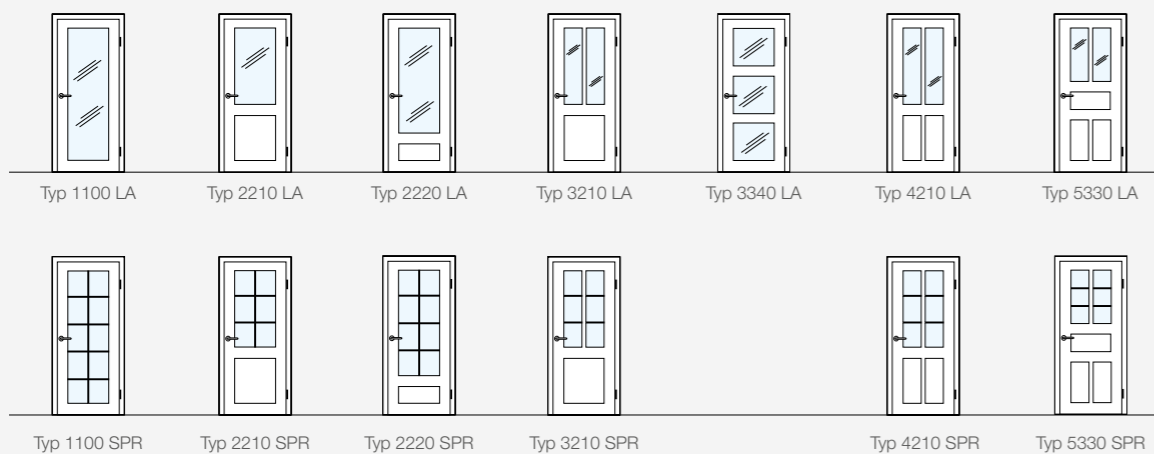 Typ 1100 LA
Typ 2210 LA
Typ 2220 LA
Typ 3210 LA
Typ 3340 LA
Typ 4210 LA
Typ 5330 LA
Typ 1100 SPR
Typ 2210 SPR
Typ 2220 SPR
Typ 3210 SPR
Typ 4210 SPR
Typ 5330 SPR